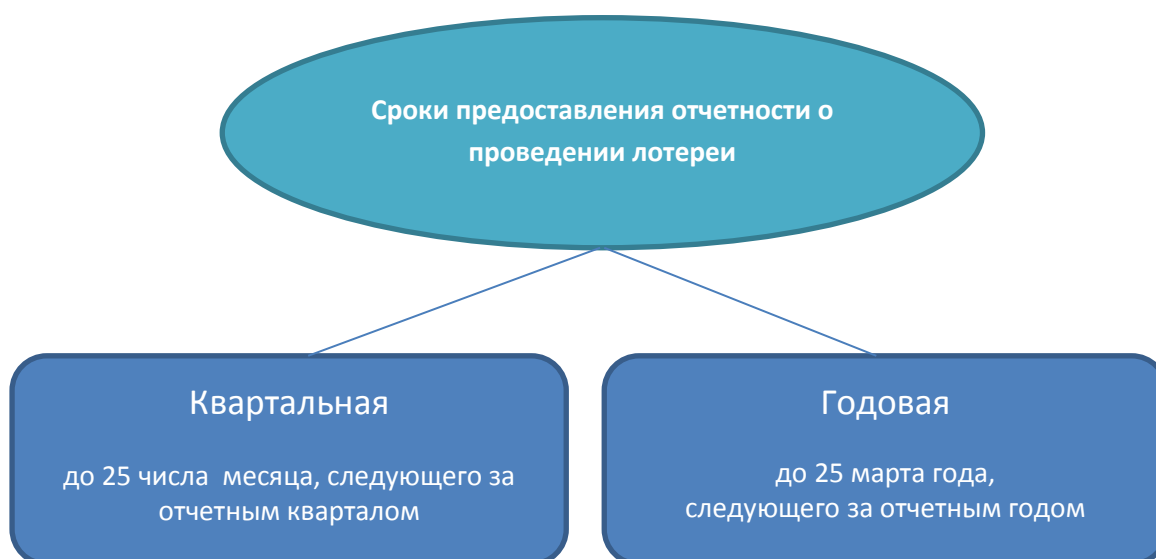 Сроки предоставления отчетности о
проведении лотереи
Квартальная
до 25 числа  месяца, следующего за
отчетным кварталом
Годовая
до 25 марта года,
следующего за отчетным годом